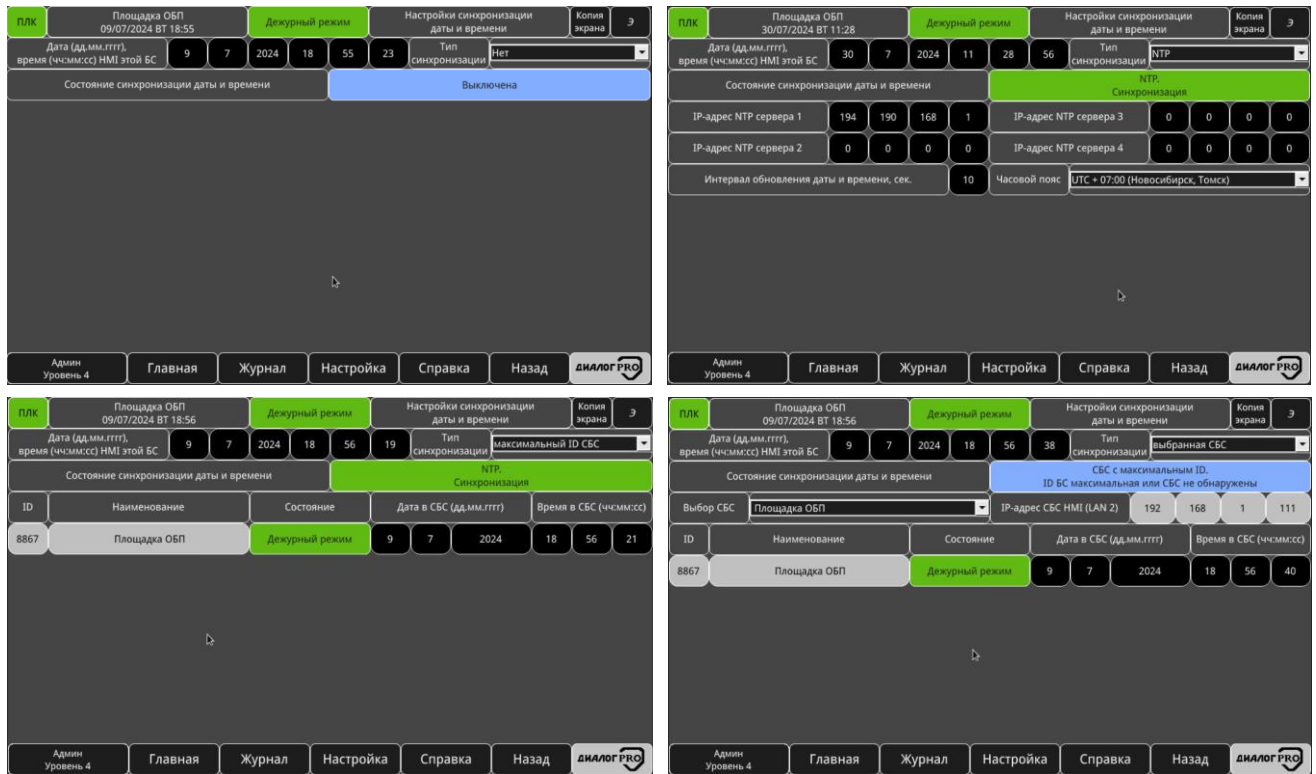 ПЛК
Площадка ОБП
09/07/2024 ВТ 18:55
Дежурный режим
Настройки синхронизации
даты и времени
Копия
экрана
Э
Дата (дд.мм.гггг),
время (чч:мм:сс) HMI этой БС
9 7 2024 18 55 23
Тип
синхронизации
Нет
Состояние синхронизации даты и времени
Выключена
Админ
Уровень 4
Главная
Журнал
Настройка
Справка
Назад
ДИАЛОГ PRO
ПЛК
Площадка ОБП
30/07/2024 ВТ 11:28
Дежурный режим
Настройки синхронизации
даты и времени
Копия
экрана
Э
Дата (дд.мм.гггг),
время (чч:мм:сс) HMI этой БС
30 7 2024 11 28 56
Тип
синхронизации
NTP
Состояние синхронизации даты и времени
NTP.
Синхронизация
IP-адрес NTP сервера 1 194 190 168 1 IP-адрес NTP сервера 3 0 0 0 0
IP-адрес NTP сервера 2 0 0 0 0 IP-адрес NTP сервера 4 0 0 0 0
Интервал обновления даты и времени, сек. 10 Часовой пояс UTC + 07:00 (Новосибирск, Томск)
Админ
Уровень 4
Главная
Журнал
Настройка
Справка
Назад
ДИАЛОГ PRO
ПЛК
Площадка ОБП
09/07/2024 ВТ 18:56
Дежурный режим
Настройки синхронизации
даты и времени
Копия
экрана
Э
Дата (дд.мм.гггг),
время (чч:мм:сс) HMI этой БС
9 7 2024 18 56 19
Тип
синхронизации
максимальный ID СБС
Состояние синхронизации даты и времени
NTP.
Синхронизация
ID Наименование Состояние Дата в СБС (дд.мм.гггг) Время в СБС (чч:мм:сс)
8867 Площадка ОБП Дежурный режим 9 7 2024 18 56 21
Админ
Уровень 4
Главная
Журнал
Настройка
Справка
Назад
ДИАЛОГ PRO
ПЛК
Площадка ОБП
09/07/2024 ВТ 18:56
Дежурный режим
Настройки синхронизации
даты и времени
Копия
экрана
Э
Дата (дд.мм.гггг),
время (чч:мм:сс) HMI этой БС
9 7 2024 18 56 38
Тип
синхронизации
выбранная СБС
Состояние синхронизации даты и времени
СБС с максимальным ID.
ID БС максимальная или СБС не обнаружены
Выбор СБС Площадка ОБП IP-адрес СБС HMI (LAN 2) 192 168 1 111
ID Наименование Состояние Дата в СБС (дд.мм.гггг) Время в СБС (чч:мм:сс)
8867 Площадка ОБП Дежурный режим 9 7 2024 18 56 40
Админ
Уровень 4
Главная
Журнал
Настройка
Справка
Назад
ДИАЛОГ PRO